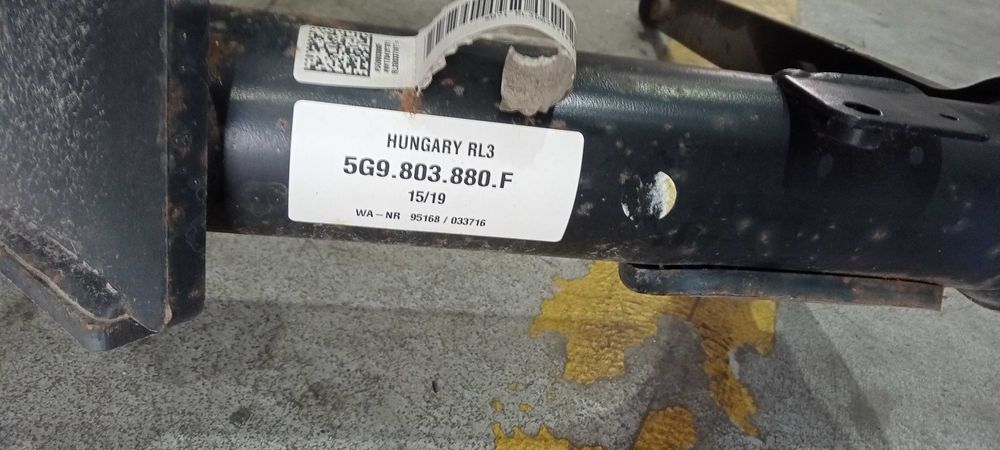 HUNGARY RL3
5G9.803.880.F
15/19
WA-NR 95168 / 033716